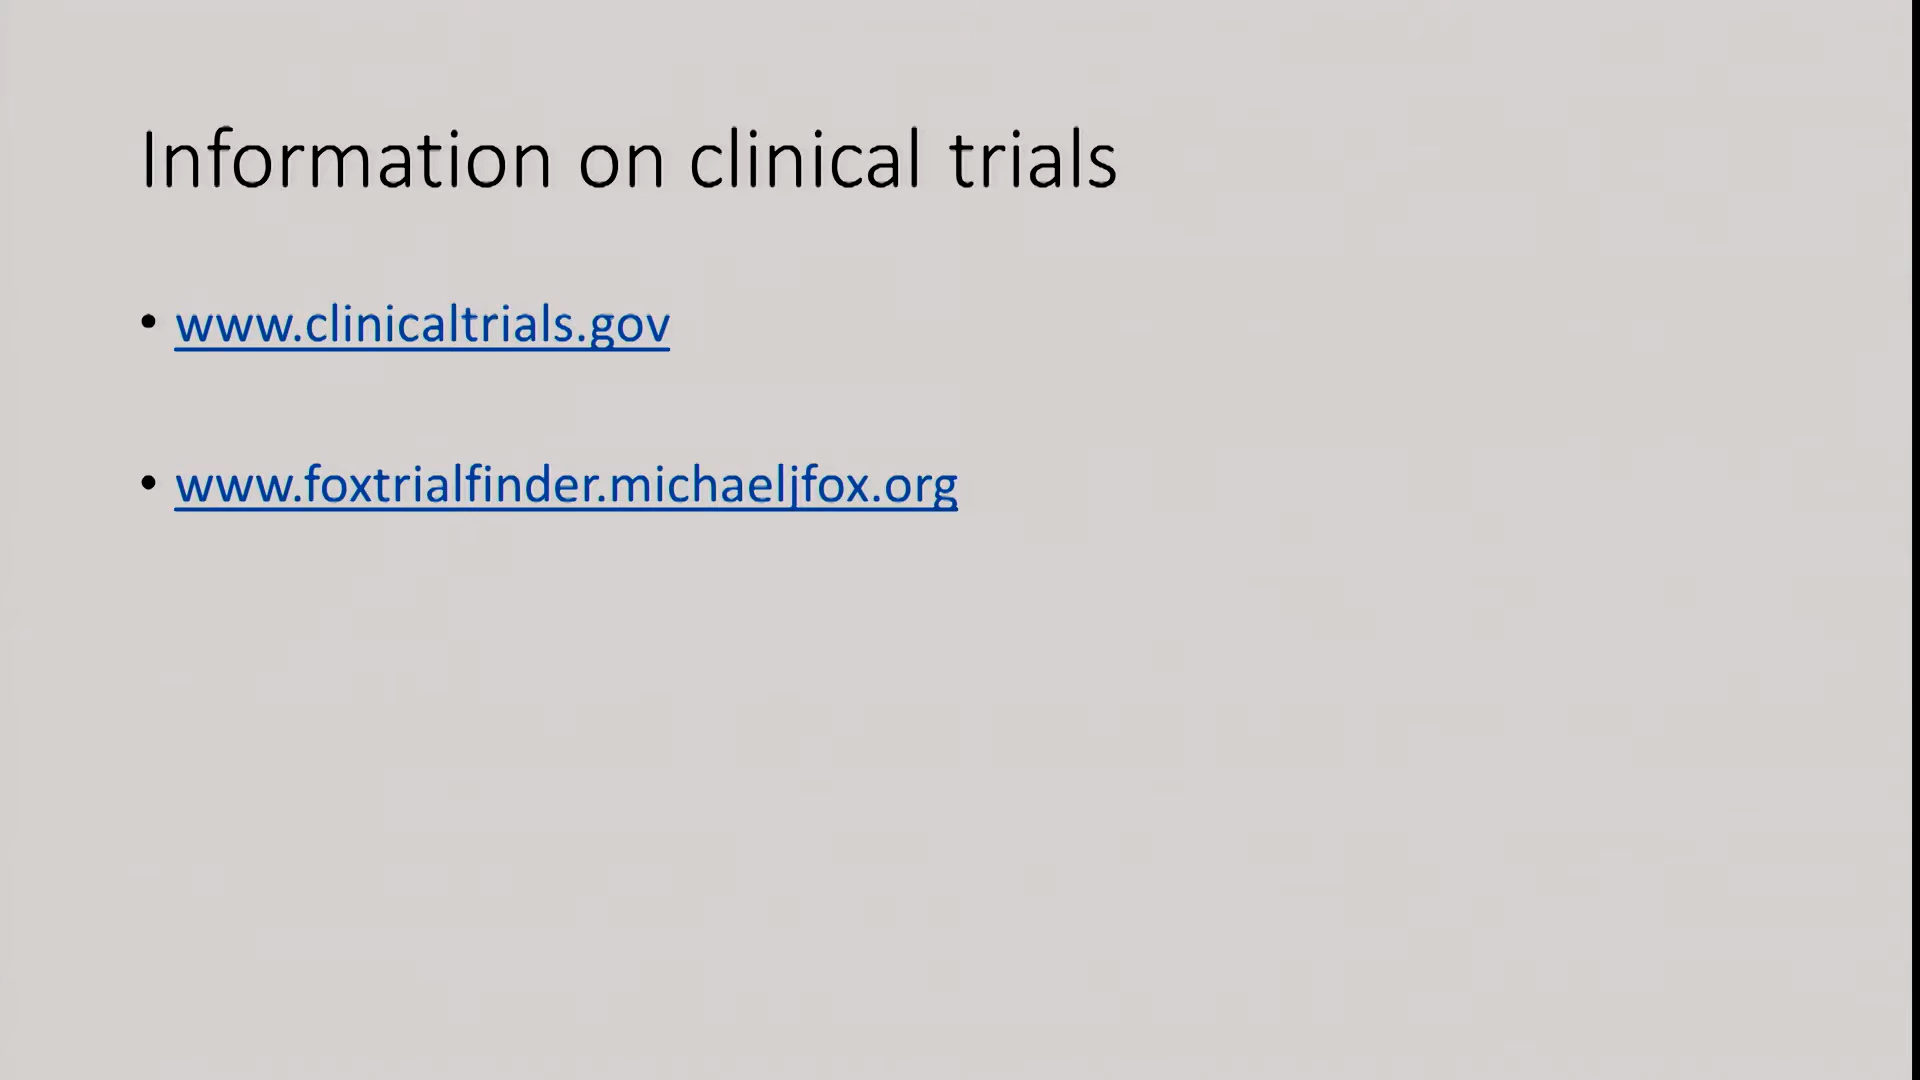 Information on clinical trials
• www.clinicaltrials.gov
• www.foxtrialfinder.michaeljfox.org